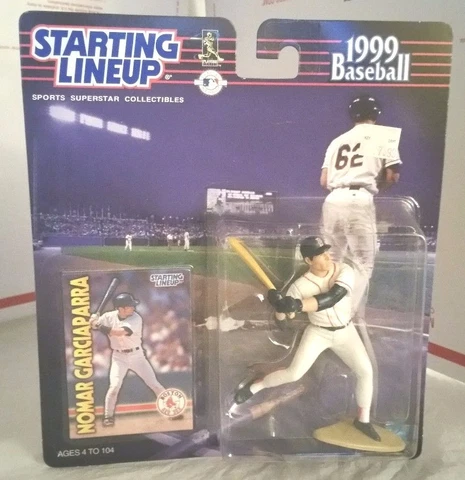 STARTING
LINEUP
®
SPORTS SUPERSTAR COLLECTIBLES
1999
Baseball
62
STARTING
LINEUP
NOMAR GARCIAPARRA
BOSTON
RED SOX
AGES 4 TO 104